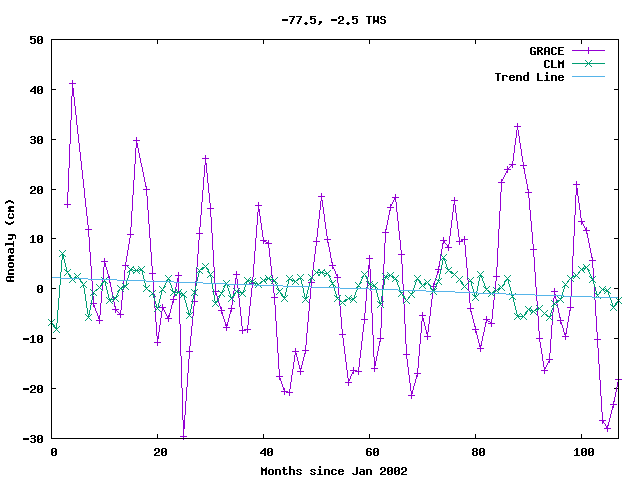 -77.5, -2.5 TWS
50
40
30
20
10
0
-10
-20
-30
Anomaly (cm)
GRACE
CLM
Trend Line
0 20 40 60 80 100
Months since Jan 2002